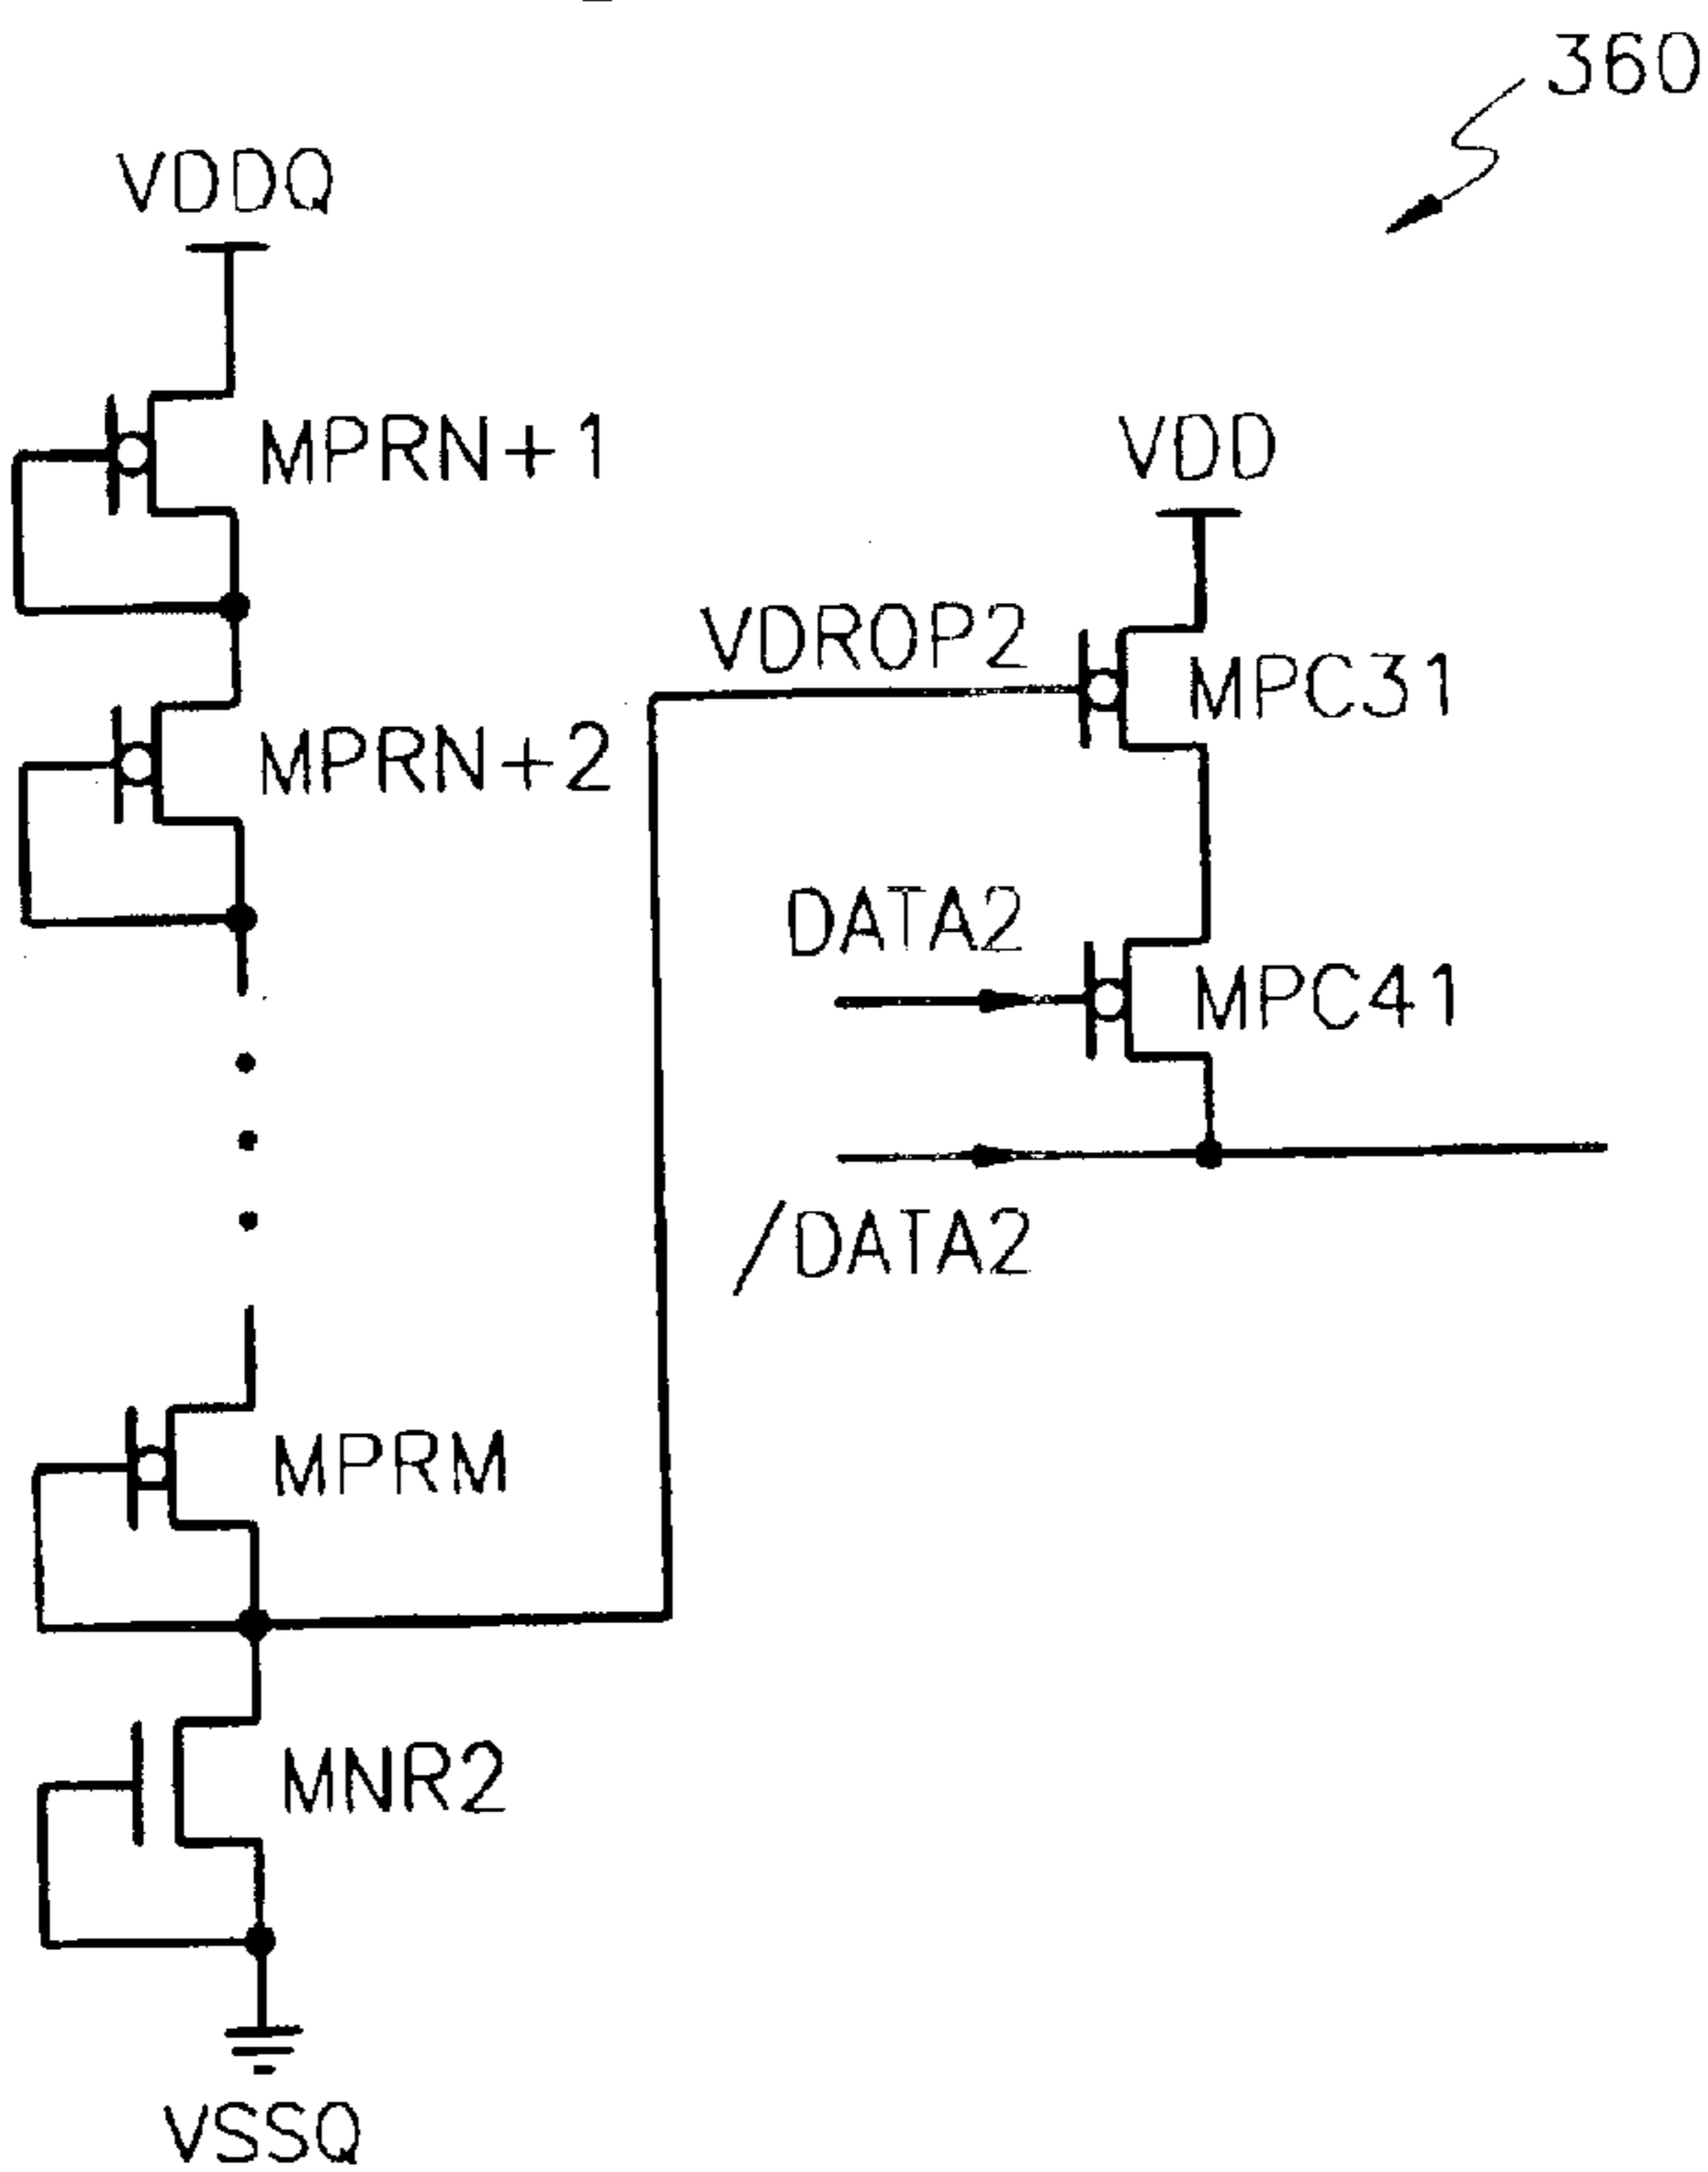 360
VDDQ
MPRN+1
VDD
VDROP2
MPC31
MPRN+2
DATA2
MPC41
/DATA2
MPRM
MNR2
VSSQ